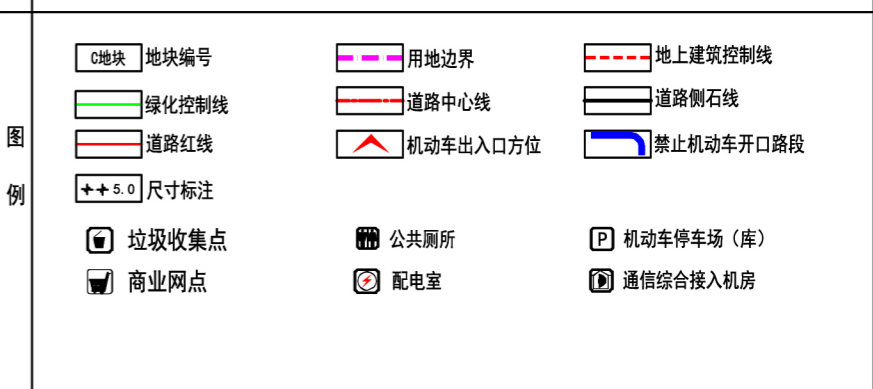 图例
C地块 地块编号 用地边界 地上建筑控制线
绿化控制线 道路中心线 道路侧石线
道路红线 机动车出入口方位 禁止机动车开口路段
5.0 尺寸标注
垃圾收集点 公共厕所 P 机动车停车场（库）
商业网点 配电室 通信综合接入机房